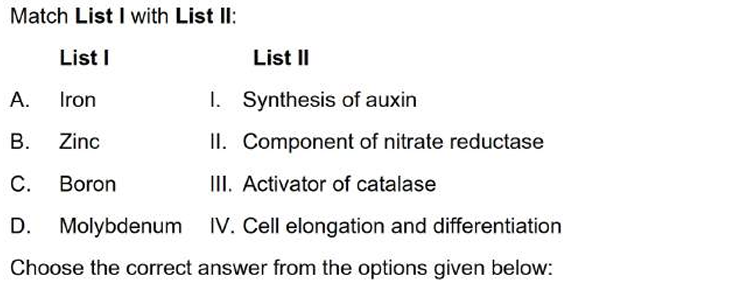 Match List I with List II:
List I List II
A. Iron I. Synthesis of auxin
B. Zinc II. Component of nitrate reductase
C. Boron III. Activator of catalase
D. Molybdenum IV. Cell elongation and differentiation
Choose the correct answer from the options given below: